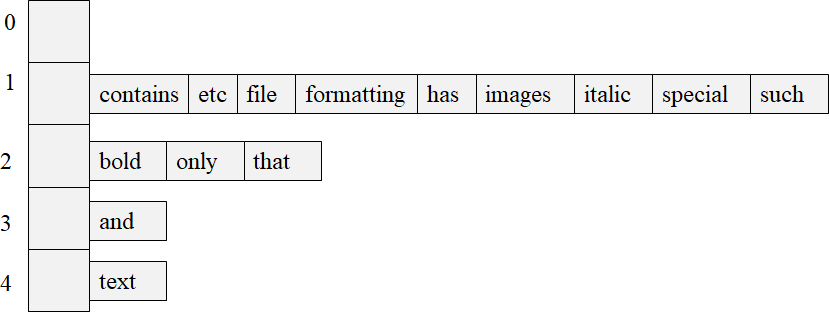 0
1 contains etc file formatting has images italic special such
2 bold only that
3 and
4 text